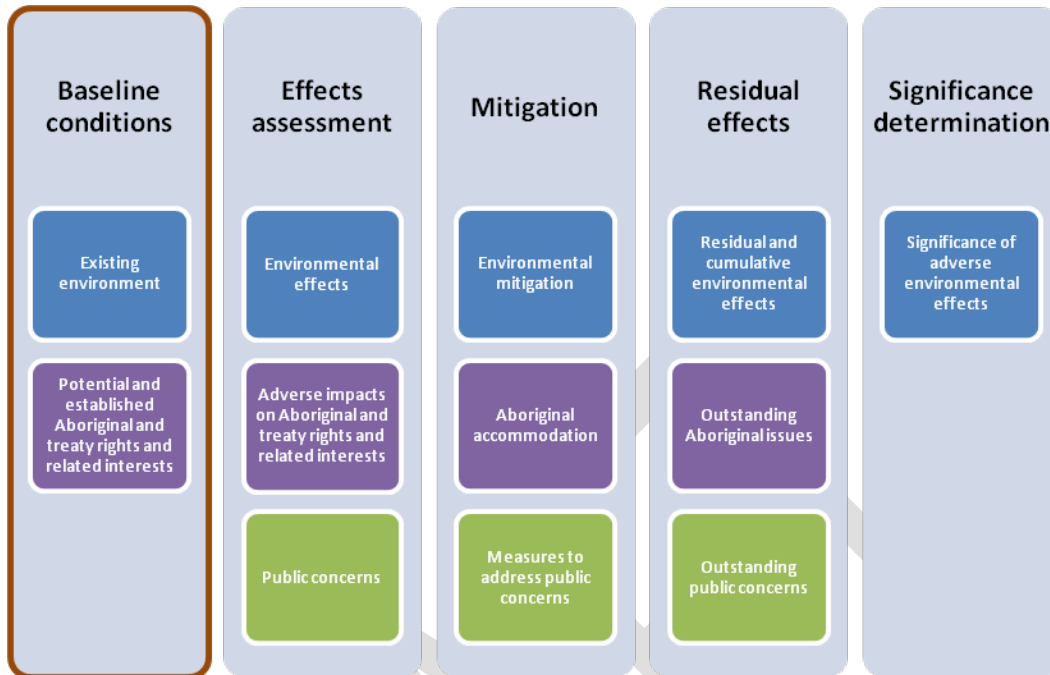 Baseline
conditions
Existing
environment
Potential and
established
Aboriginal and
treaty rights and
related interests
Effects
assessment
Environmental
effects
Adverse impacts
on Aboriginal and
treaty rights and
related interests
Public concerns
Mitigation
Environmental
mitigation
Aboriginal
accommodation
Measures to
address public
concerns
Residual
effects
Residual and
cumulative
environmental
effects
Outstanding
Aboriginal issues
Outstanding
public concerns
Significance
determination
Significance of
adverse
environmental
effects